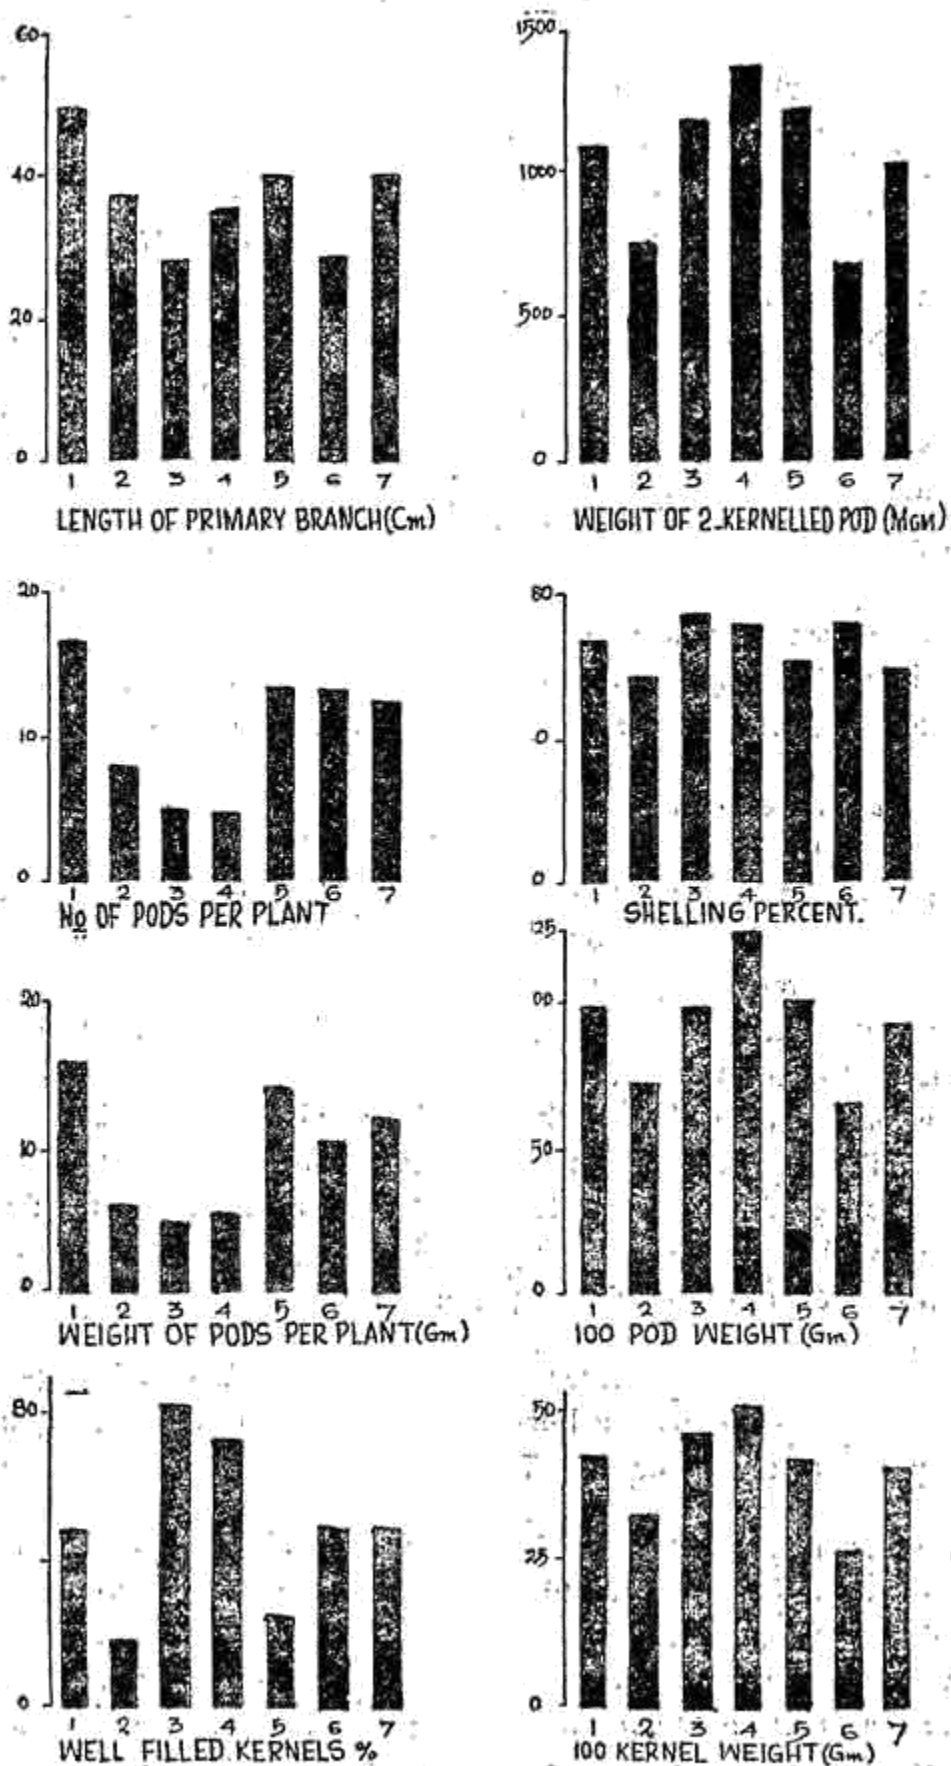 60
40
20
0
1 2 3 4 5 6 7
LENGTH OF PRIMARY BRANCH(Cm)
1500
1000
500
0
1 2 3 4 5 6 7
WEIGHT OF 2-KERNELLED POD (MGM)
20
10
0
1 2 3 4 5 6 7
No OF PODS PER PLANT
80
0
0
1 2 3 4 5 6 7
SHELLING PERCENT.
20
10
0
1 2 3 4 5 6 7
WEIGHT OF PODS PER PLANT(Gm)
25
00
50
0
1 2 3 4 5 6 7
100 POD WEIGHT (Gm)
80
0
1 2 3 4 5 6 7
WELL FILLED KERNELS %
50
25
0
1 2 3 4 5 6 7
100 KERNEL WEIGHT(Gm)